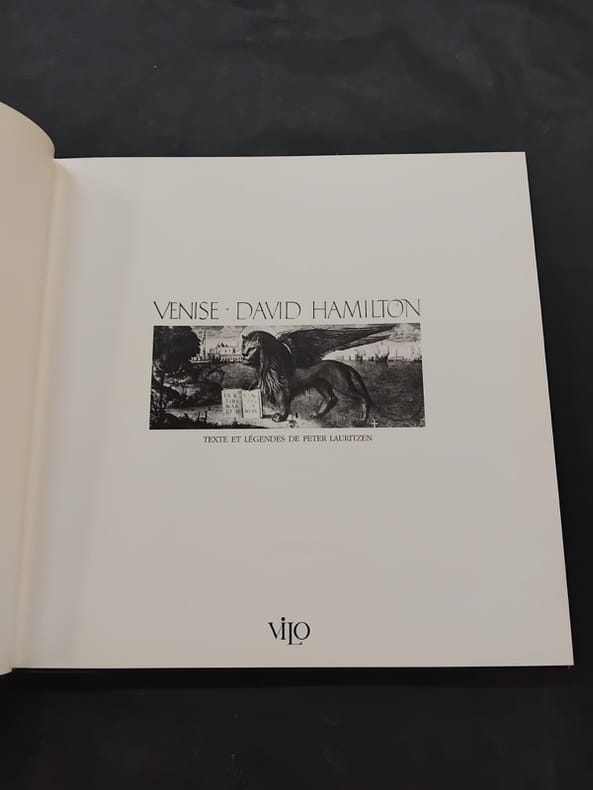 VENISE · DAVID HAMILTON
TEXTE ET LÉGENDES DE PETER LAURITZEN
VILO